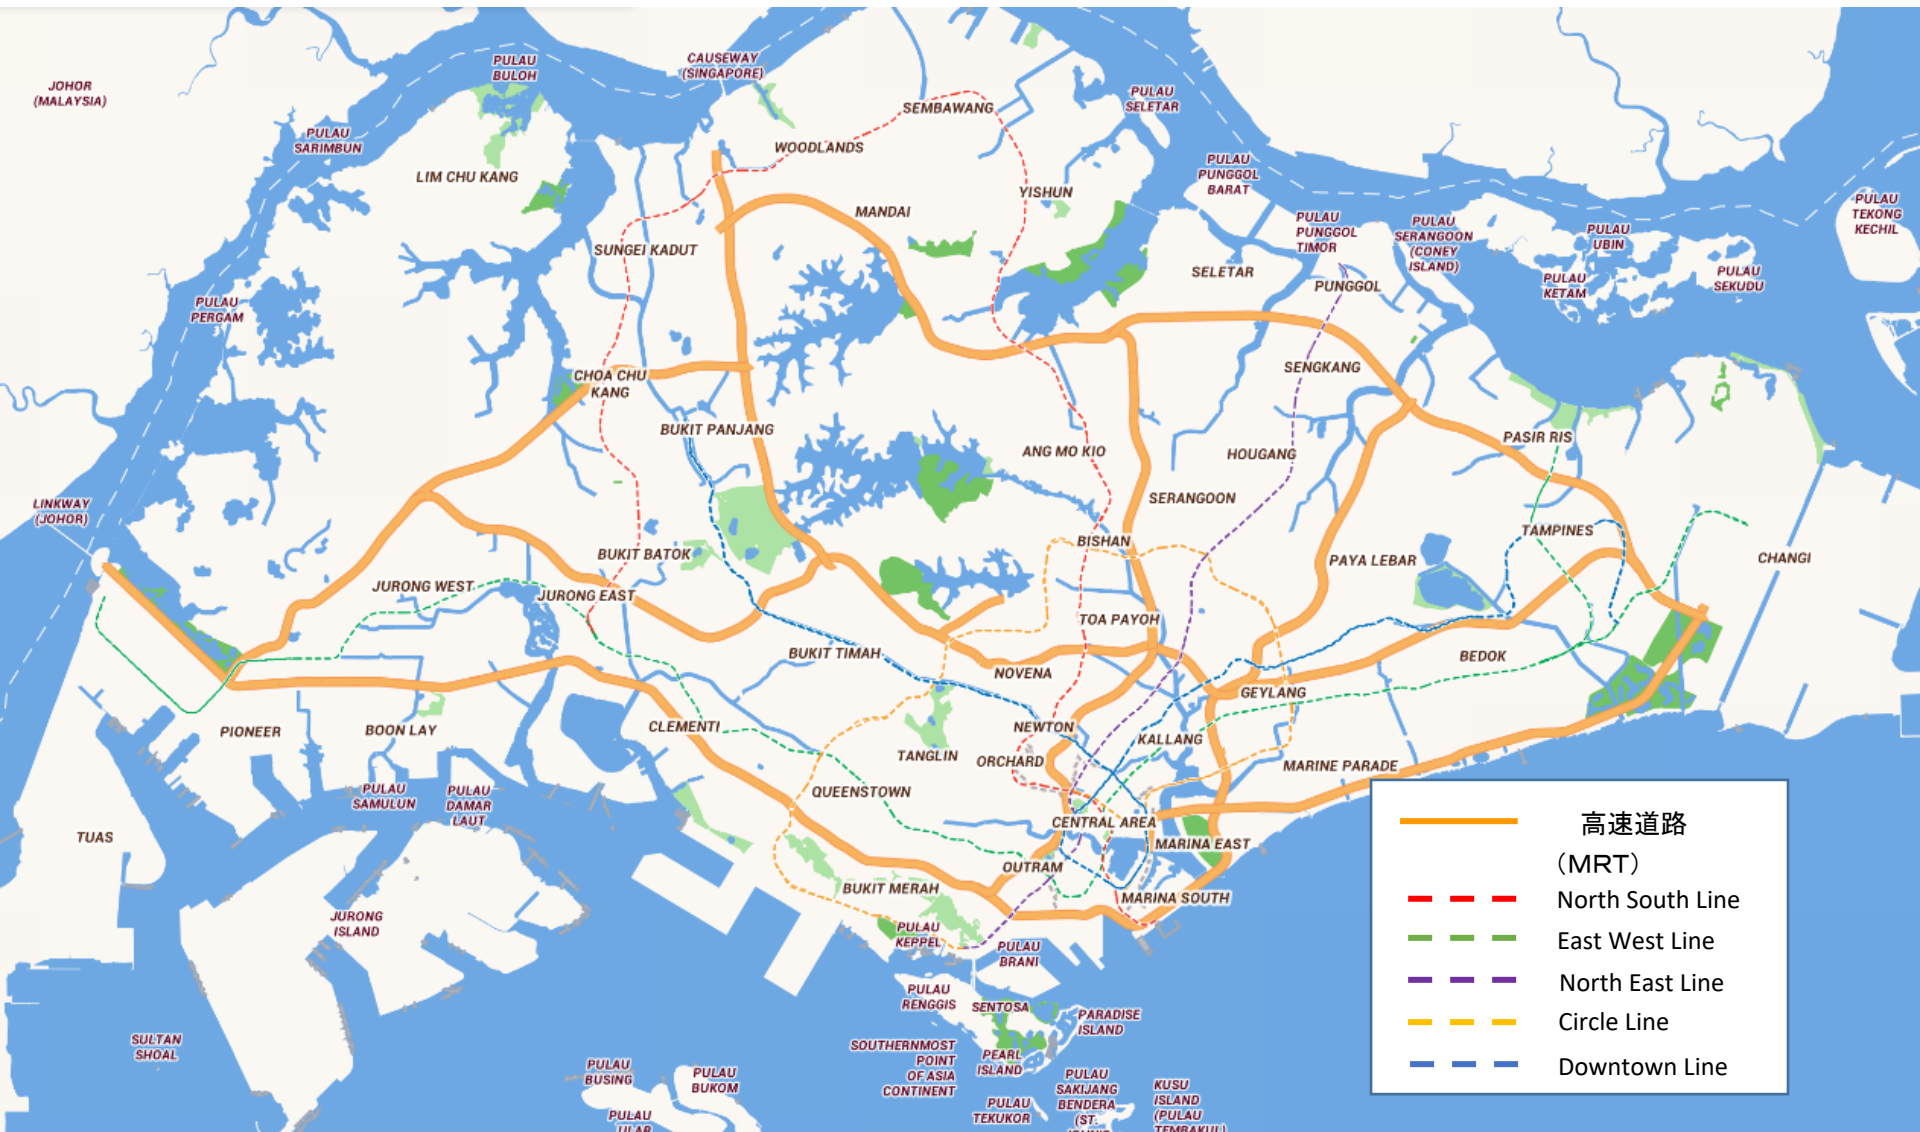 JOHOR
(MALAYSIA)
PULAU
BULOH
CAUSEWAY
(SINGAPORE)
PULAU
SARIMBUN
LIM CHU KANG
WOODLANDS
SEMBAWANG
PULAU
SELETAR
YISHUN
PULAU
PUNGGOL
BARAT
MANDAI
SUNGEI KADUT
SELETAR
PULAU
PUNGGOL
TIMOR
PULAU
SERANGOON
(CONEY
ISLAND)
PUNGGOL
PULAU
UBIN
PULAU
KETAM
PULAU
SEKUDU
PULAU
TEKONG
KECHIL
PULAU
PERGAM
CHOA CHU
KANG
BUKIT PANJANG
SENGKANG
ANG MO KIO
HOUGANG
SERANGOON
PASIR RIS
LINKWAY
(JOHOR)
BUKIT BATOK
JURONG WEST
JURONG EAST
BISHAN
PAYA LEBAR
TAMPINES
CHANGI
TOA PAYOH
BUKIT TIMAH
NOVENA
BEDOK
GEYLANG
PIONEER
BOON LAY
CLEMENTI
TANGLIN
NEWTON
ORCHARD
KALLANG
MARINE PARADE
QUEENSTOWN
PULAU
SAMULUN
PULAU
DAMAR
LAUT
TUAS
CENTRAL AREA
MARINA EAST
OUTRAM
BUKIT MERAH
MARINA SOUTH
JURONG
ISLAND
PULAU
KEPPEL
PULAU
BRANI
PULAU
RENGGIS
SENTOSA
PARADISE
ISLAND
SULTAN
SHOAL
SOUTHERNMOST
POINT
OF ASIA
CONTINENT
PEARL
ISLAND
PULAU
BUSING
PULAU
BUKOM
PULAU
PULAU
TEKUKOR
PULAU
SAKIJANG
BENDERA
(ST.
KUSU
ISLAND
(PULAU
TEMBAKUL)
高速道路
（MRT）
North South Line
East West Line
North East Line
Circle Line
Downtown Line